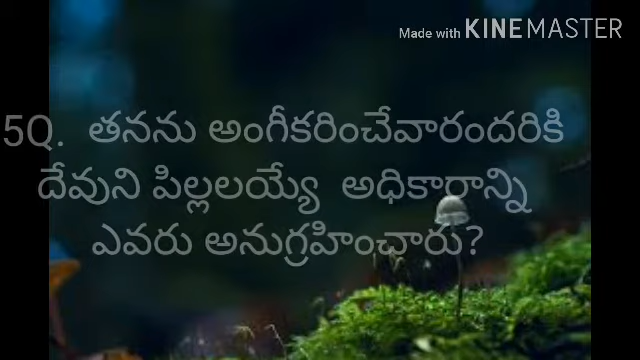 Made with KINEMASTER
5Q. తనను అంగీకరించేవారందరికి
దేవుని పిల్లలయ్యే అధికారాన్ని
ఎవరు అనుగ్రహించారు?